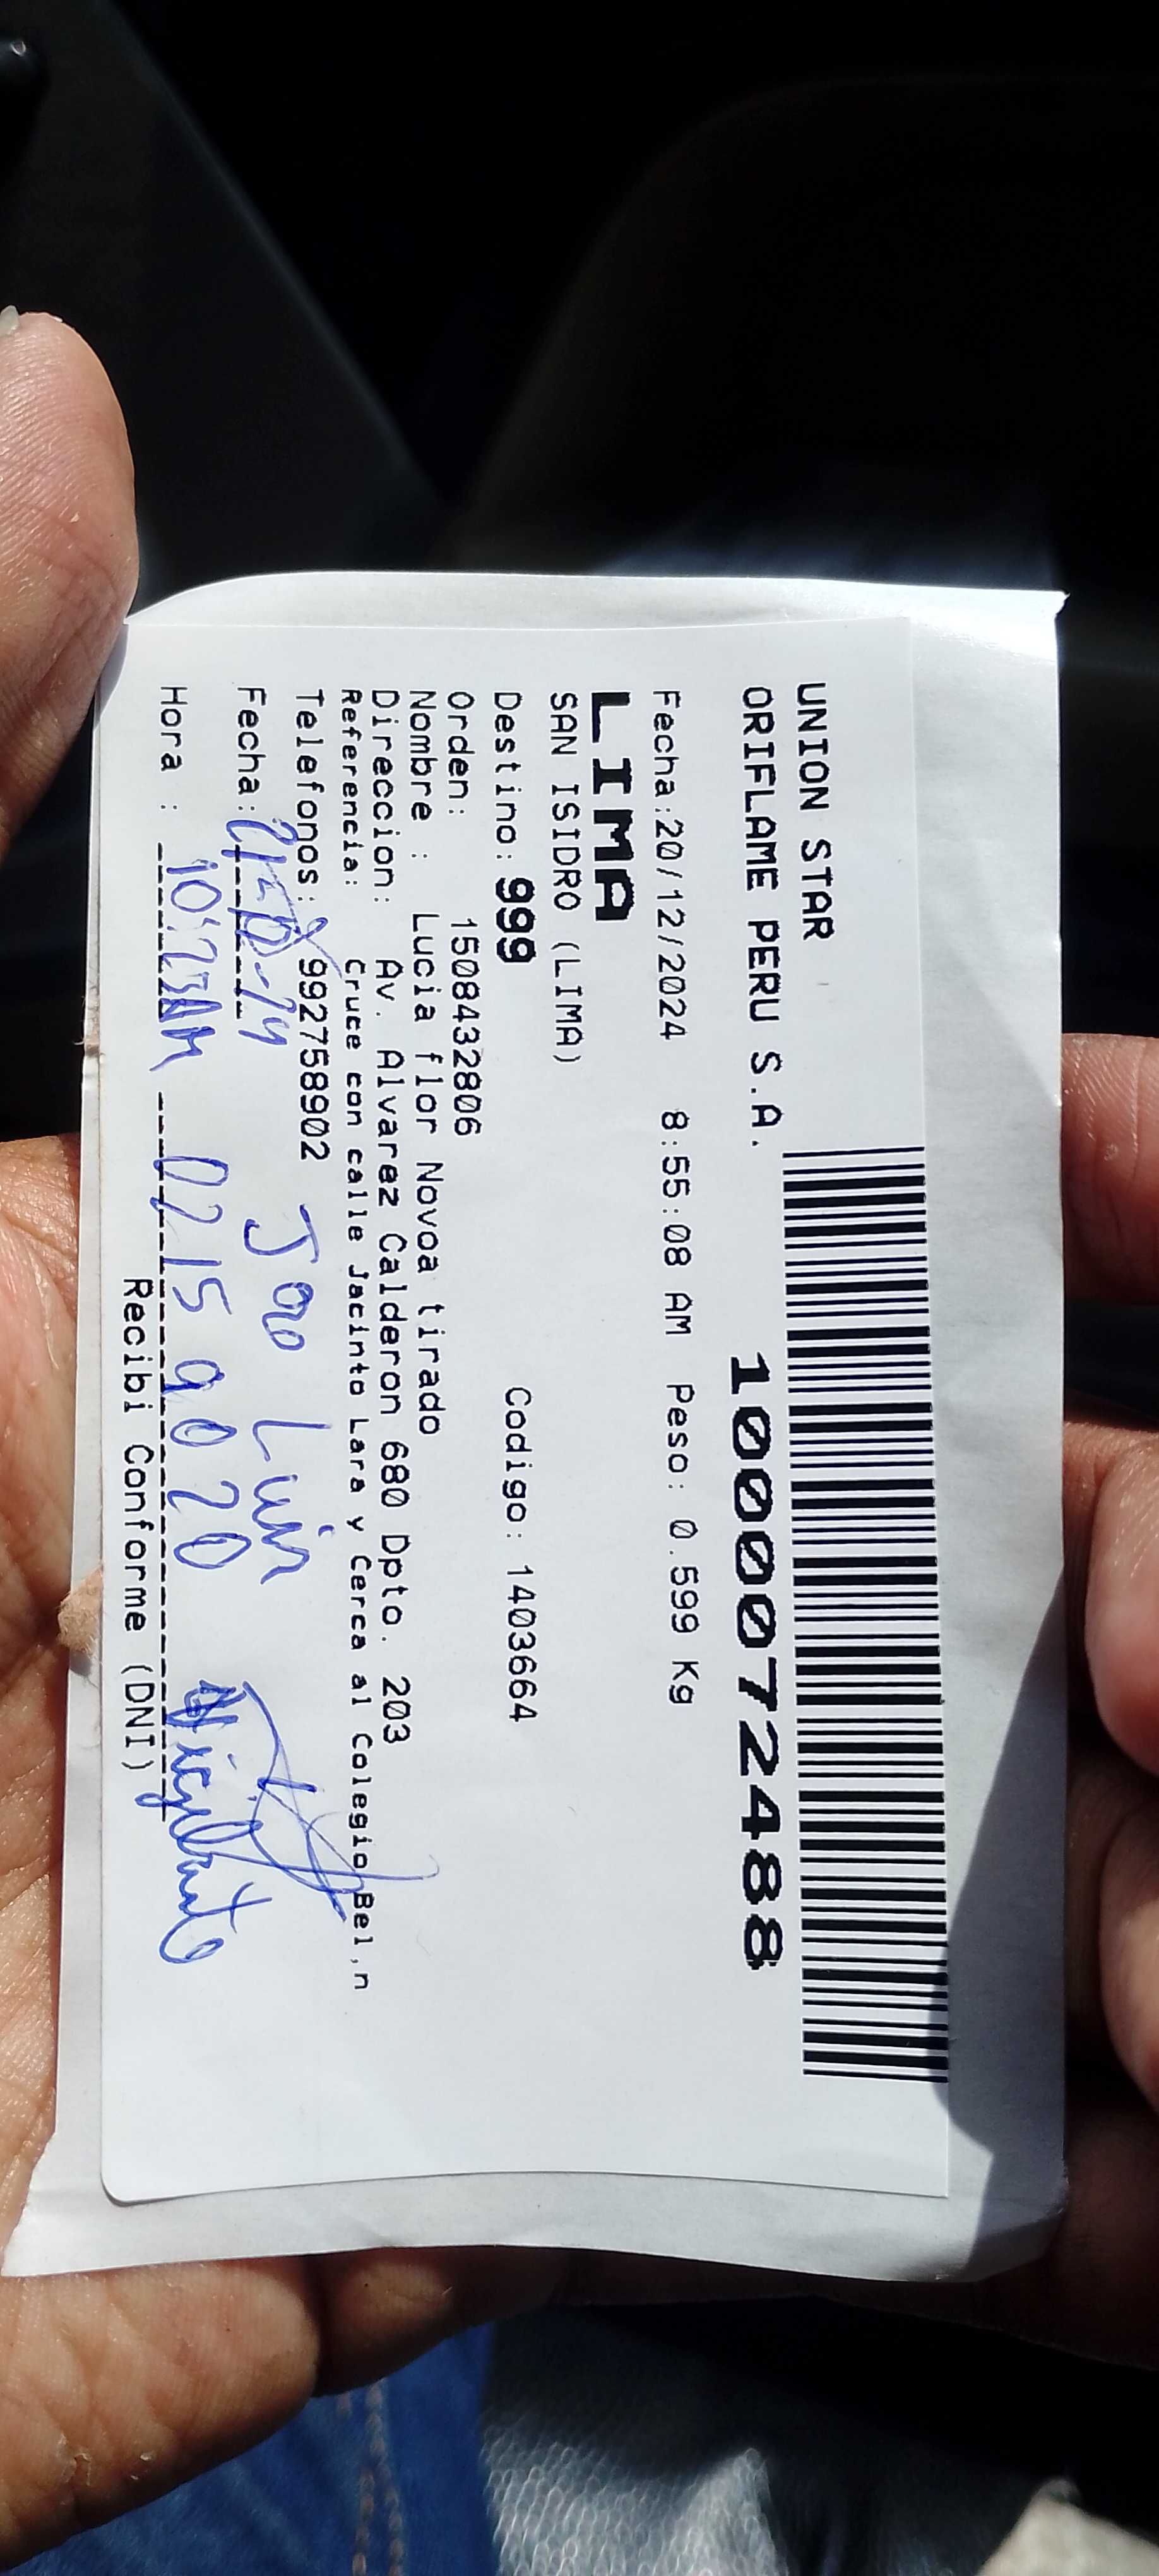 UNION STAR
ORIFLAME PERU S.A.
1000072488
Fecha:20/12/2024 8:55:08 AM Peso: 0.599 Kg
LIMA
SAN ISIDRO (LIMA)
Destino: 999 Codigo: 1403664
Orden: 1508432806
Nombre : Lucia flor Novoa tirado
Direccion: Av. Alvarez Calderon 680 Dpto. 203
Referencia: Cruce con calle Jacinto Lara y Cerca al Colegio Bel,n
Telefonos: 992758902
Fecha: Joo Luis
Hora : 02159020 Vigilante
Recibi Conforme (DNI)